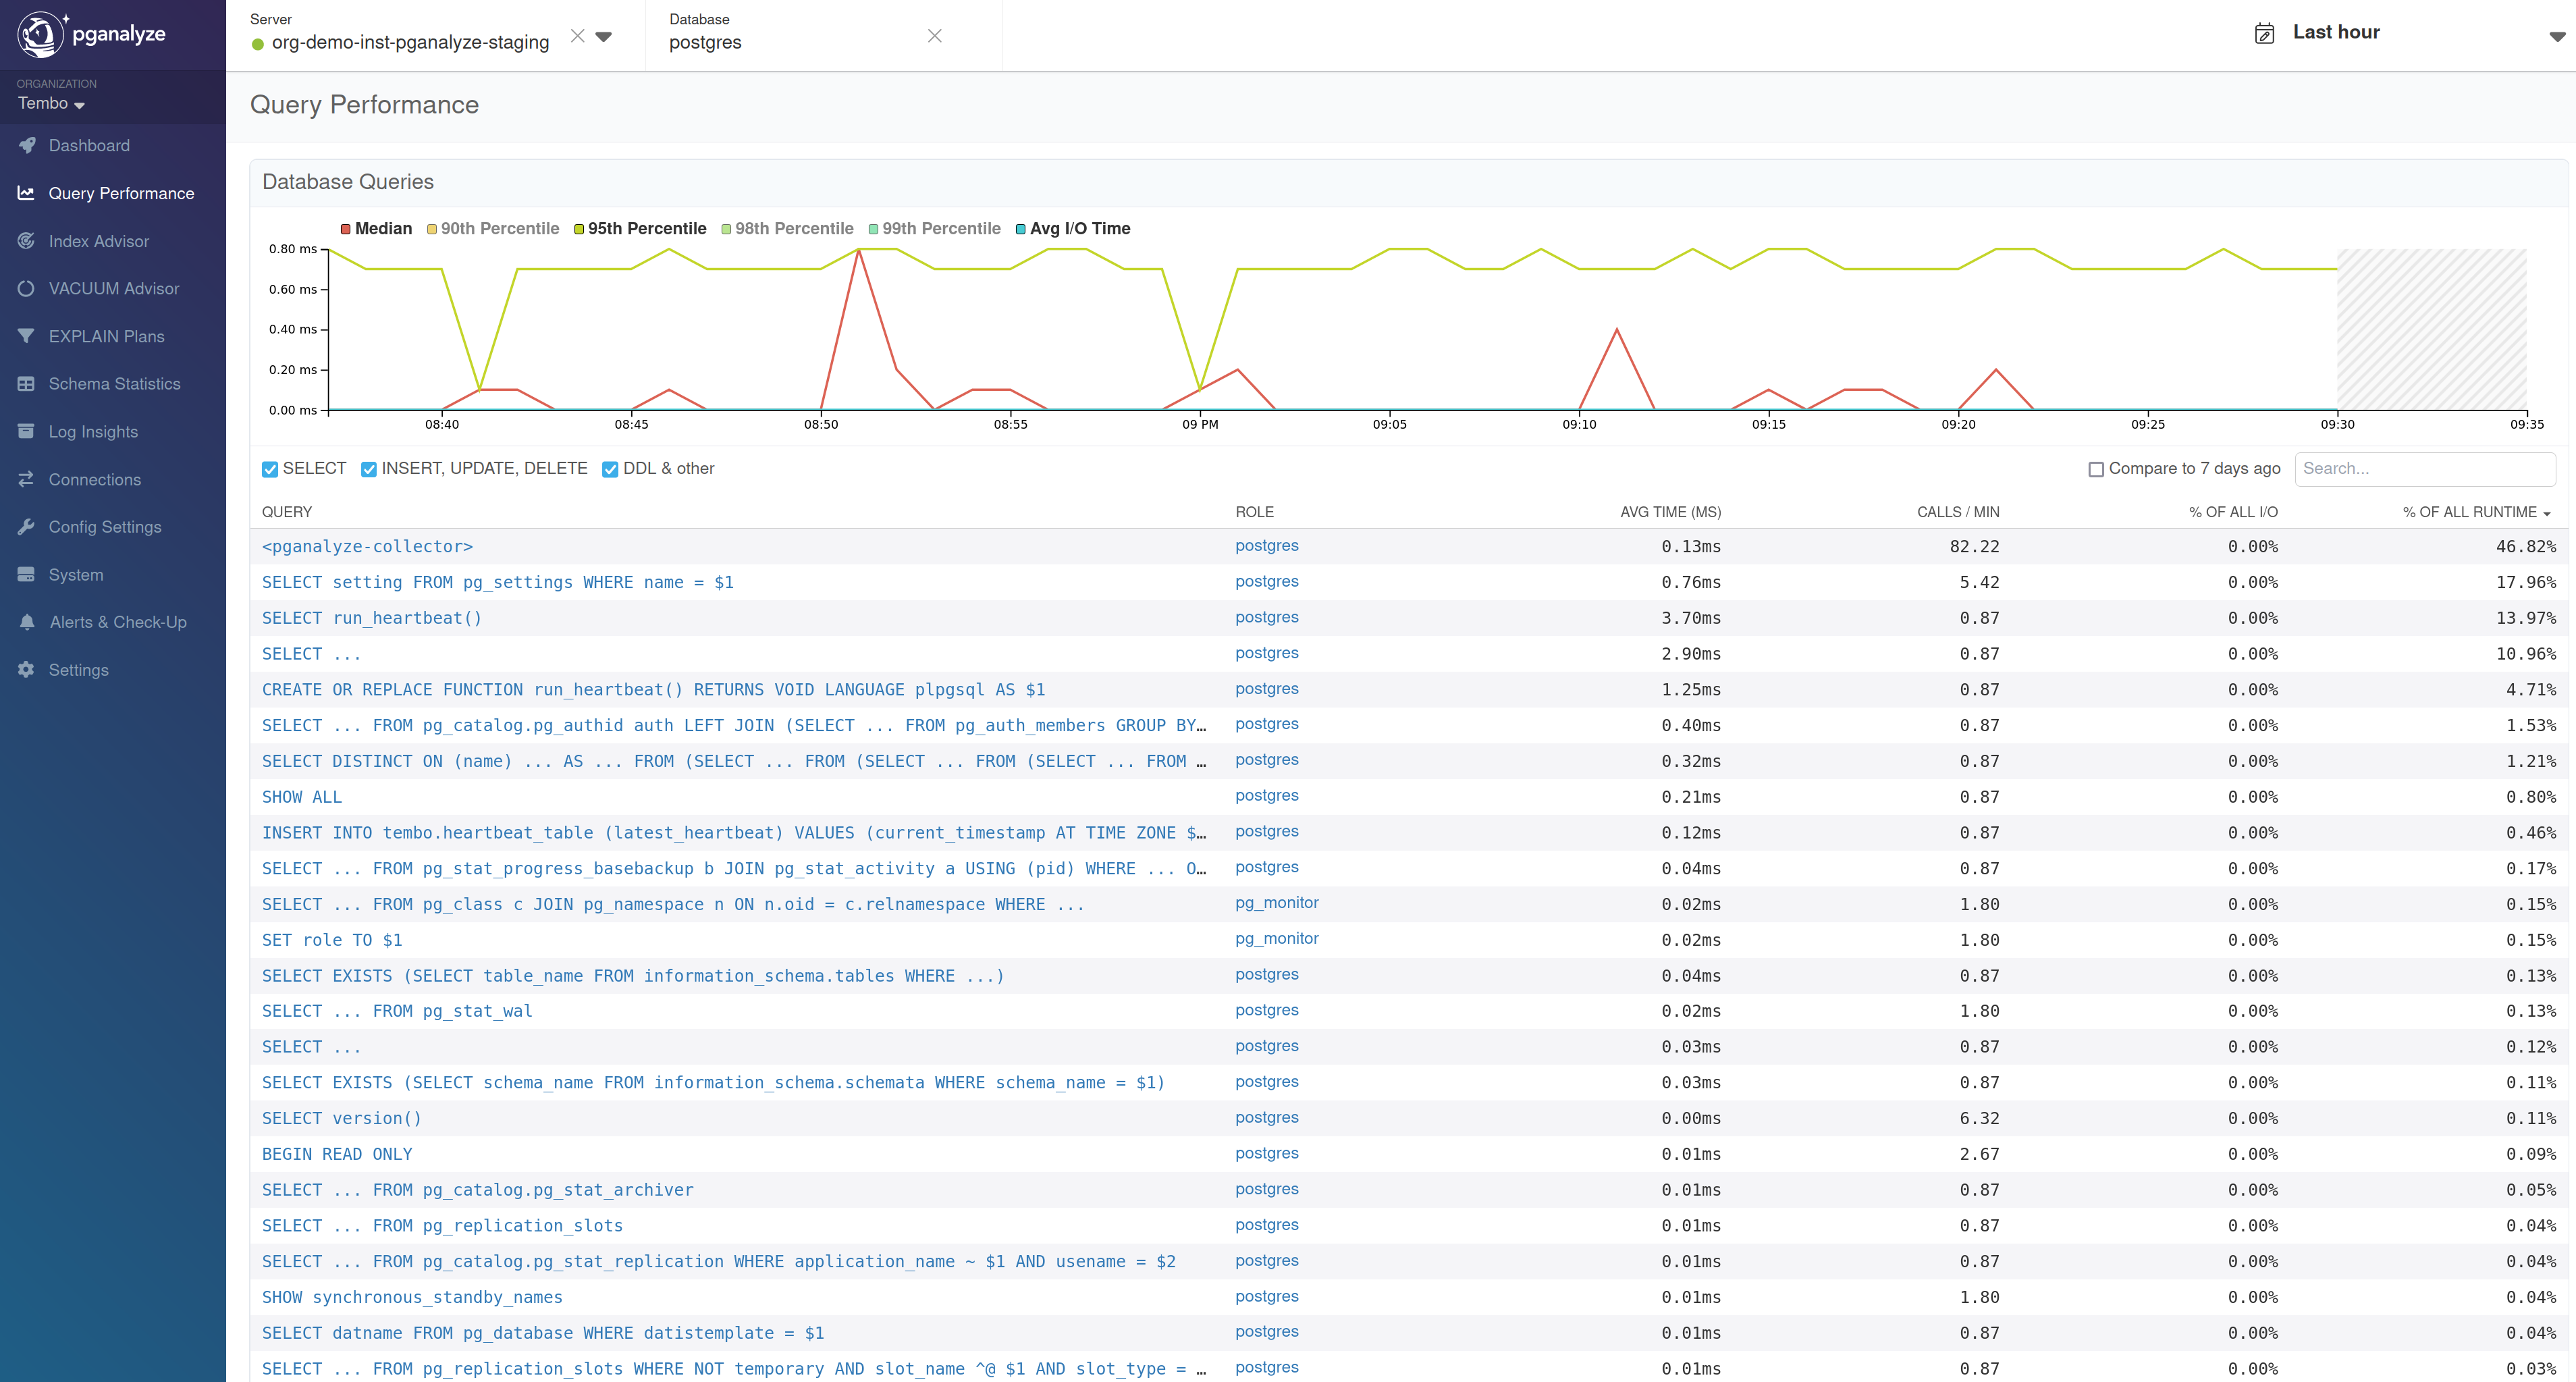 pganalyze
ORGANIZATION
Tembo
Dashboard
Query Performance
Index Advisor
VACUUM Advisor
EXPLAIN Plans
Schema Statistics
Log Insights
Connections
Config Settings
System
Alerts & Check-Up
Settings
Server
org-demo-inst-pganalyze-staging
Database
postgres
Last hour
Query Performance
Database Queries
Median 90th Percentile 95th Percentile 98th Percentile 99th Percentile Avg I/O Time
0.80 ms
0.60 ms
0.40 ms
0.20 ms
0.00 ms
08:40 08:45 08:50 08:55 09 PM 09:05 09:10 09:15 09:20 09:25 09:30 09:35
SELECT INSERT, UPDATE, DELETE DDL & other Compare to 7 days ago Search...
QUERY ROLE AVG TIME (MS) CALLS / MIN % OF ALL I/O % OF ALL RUNTIME
<pganalyze-collector> postgres 0.13ms 82.22 0.00% 46.82%
SELECT setting FROM pg_settings WHERE name = $1 postgres 0.76ms 5.42 0.00% 17.96%
SELECT run_heartbeat() postgres 3.70ms 0.87 0.00% 13.97%
SELECT ... postgres 2.90ms 0.87 0.00% 10.96%
CREATE OR REPLACE FUNCTION run_heartbeat() RETURNS VOID LANGUAGE plpgsql AS $1 postgres 1.25ms 0.87 0.00% 4.71%
SELECT ... FROM pg_catalog.pg_authid auth LEFT JOIN (SELECT ... FROM pg_auth_members GROUP BY… postgres 0.40ms 0.87 0.00% 1.53%
SELECT DISTINCT ON (name) ... AS ... FROM (SELECT ... FROM (SELECT ... FROM (SELECT ... FROM … postgres 0.32ms 0.87 0.00% 1.21%
SHOW ALL postgres 0.21ms 0.87 0.00% 0.80%
INSERT INTO tembo.heartbeat_table (latest_heartbeat) VALUES (current_timestamp AT TIME ZONE $… postgres 0.12ms 0.87 0.00% 0.46%
SELECT ... FROM pg_stat_progress_basebackup b JOIN pg_stat_activity a USING (pid) WHERE ... O… postgres 0.04ms 0.87 0.00% 0.17%
SELECT ... FROM pg_class c JOIN pg_namespace n ON n.oid = c.relnamespace WHERE ... pg_monitor 0.02ms 1.80 0.00% 0.15%
SET role TO $1 pg_monitor 0.02ms 1.80 0.00% 0.15%
SELECT EXISTS (SELECT table_name FROM information_schema.tables WHERE ...) postgres 0.04ms 0.87 0.00% 0.13%
SELECT ... FROM pg_stat_wal postgres 0.02ms 1.80 0.00% 0.13%
SELECT ... postgres 0.03ms 0.87 0.00% 0.12%
SELECT EXISTS (SELECT schema_name FROM information_schema.schemata WHERE schema_name = $1) postgres 0.03ms 0.87 0.00% 0.11%
SELECT version() postgres 0.00ms 6.32 0.00% 0.11%
BEGIN READ ONLY postgres 0.01ms 2.67 0.00% 0.09%
SELECT ... FROM pg_catalog.pg_stat_archiver postgres 0.01ms 0.87 0.00% 0.05%
SELECT ... FROM pg_replication_slots postgres 0.01ms 0.87 0.00% 0.04%
SELECT ... FROM pg_catalog.pg_stat_replication WHERE application_name ~ $1 AND usename = $2 postgres 0.01ms 0.87 0.00% 0.04%
SHOW synchronous_standby_names postgres 0.01ms 1.80 0.00% 0.04%
SELECT datname FROM pg_database WHERE datistemplate = $1 postgres 0.01ms 0.87 0.00% 0.04%
SELECT ... FROM pg_replication_slots WHERE NOT temporary AND slot_name ^@ $1 AND slot_type = … postgres 0.01ms 0.87 0.00% 0.03%